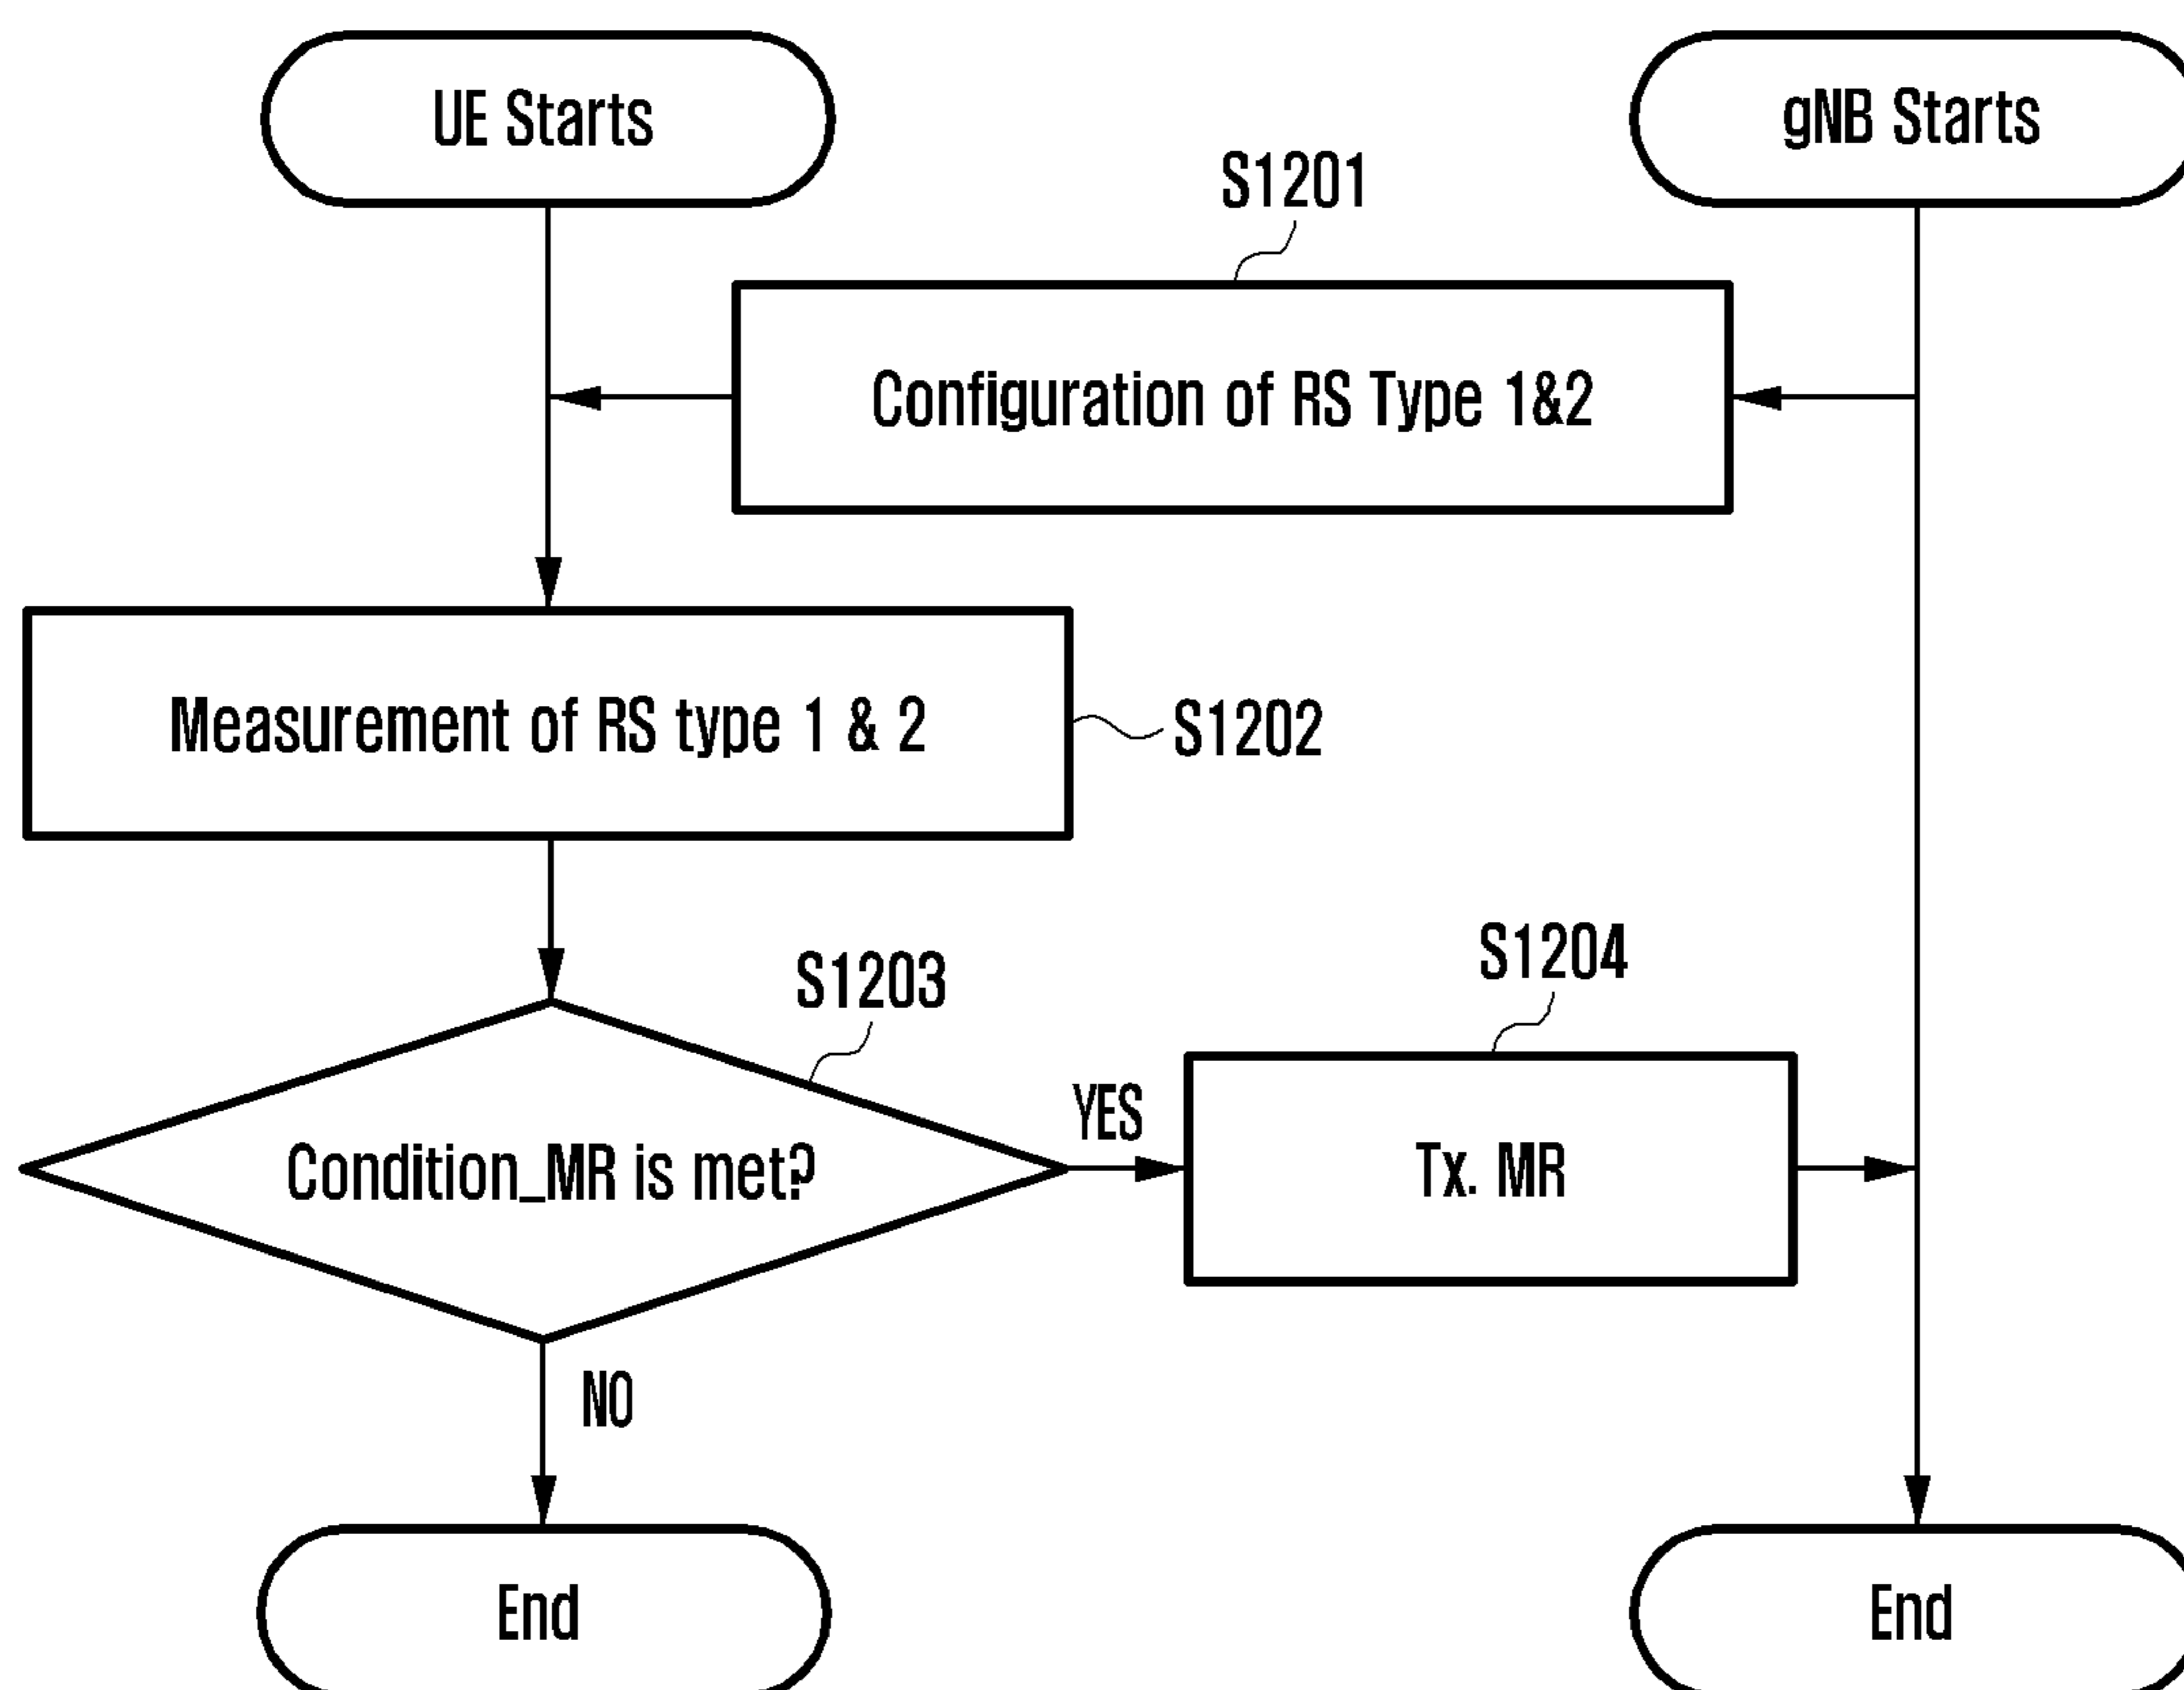 UE Starts
gNB Starts
S1201
Configuration of RS Type 1&2
Measurement of RS type 1 & 2
S1202
S1203
S1204
Condition_MR is met?
YES
Tx. MR
NO
End
End